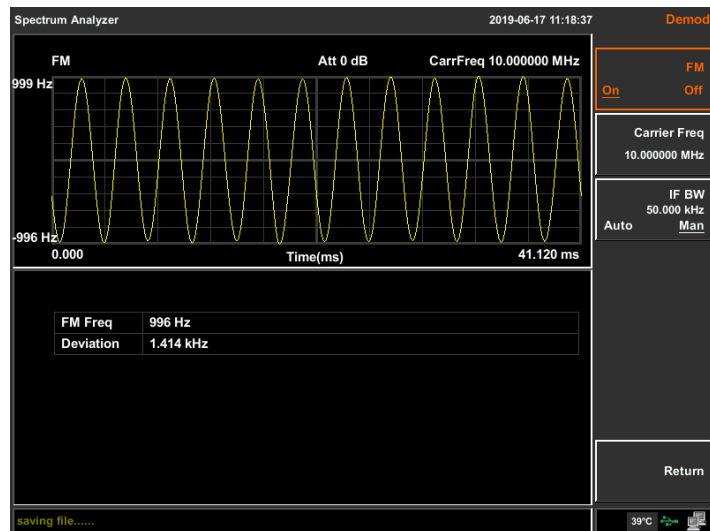 Spectrum Analyzer 2019-06-17 11:18:37 Demod
FM Att 0 dB CarrFreq 10.000000 MHz
999 Hz
-996 Hz
0.000 Time(ms) 41.120 ms
FM Freq 996 Hz
Deviation 1.414 kHz
saving file......
FM
On Off
Carrier Freq
10.000000 MHz
IF BW
50.000 kHz
Auto Man
Return
39°C